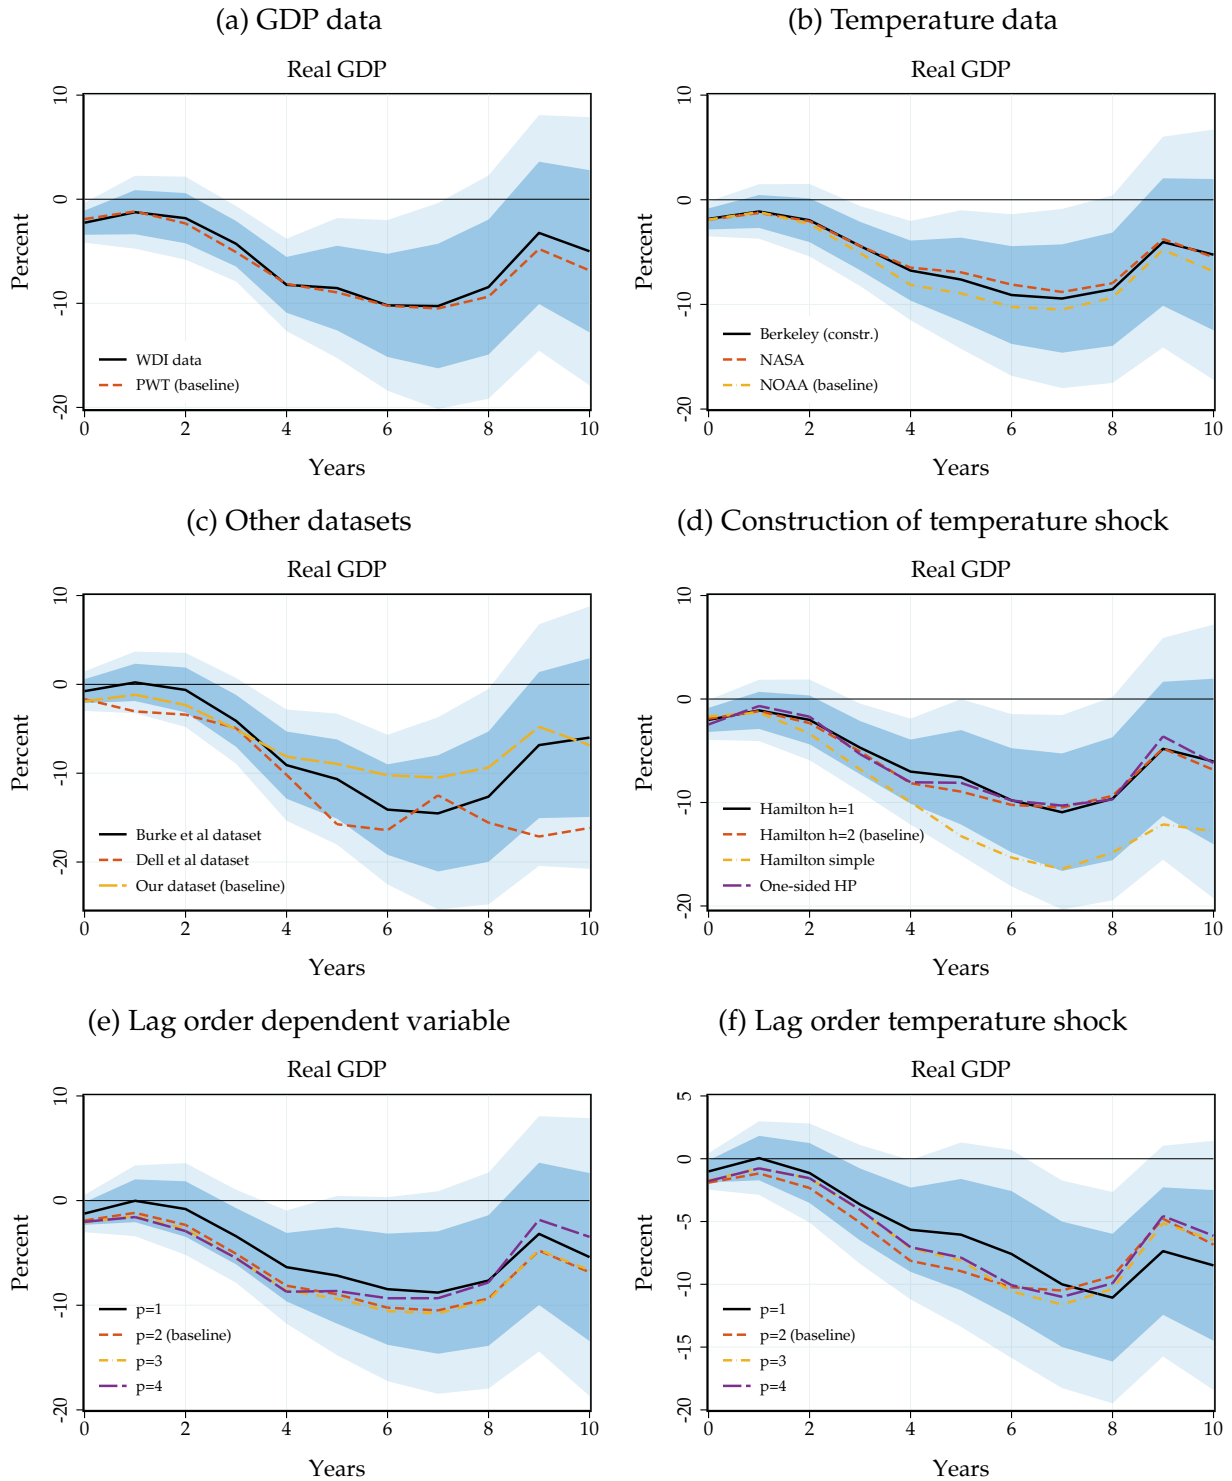 (a) GDP data
Real GDP
10
0
-10
-20
Percent
WDI data
PWT (baseline)
0 2 4 6 8 10
Years
(b) Temperature data
Real GDP
10
0
-10
-20
Percent
Berkeley (constr.)
NASA
NOAA (baseline)
0 2 4 6 8 10
Years
(c) Other datasets
Real GDP
10
0
-10
-20
Percent
Burke et al dataset
Dell et al dataset
Our dataset (baseline)
0 2 4 6 8 10
Years
(d) Construction of temperature shock
Real GDP
10
0
-10
-20
Percent
Hamilton h=1
Hamilton h=2 (baseline)
Hamilton simple
One-sided HP
0 2 4 6 8 10
Years
(e) Lag order dependent variable
Real GDP
10
0
-10
-20
Percent
p=1
p=2 (baseline)
p=3
p=4
0 2 4 6 8 10
Years
(f) Lag order temperature shock
Real GDP
5
0
-5
-10
-15
-20
Percent
p=1
p=2 (baseline)
p=3
p=4
0 2 4 6 8 10
Years